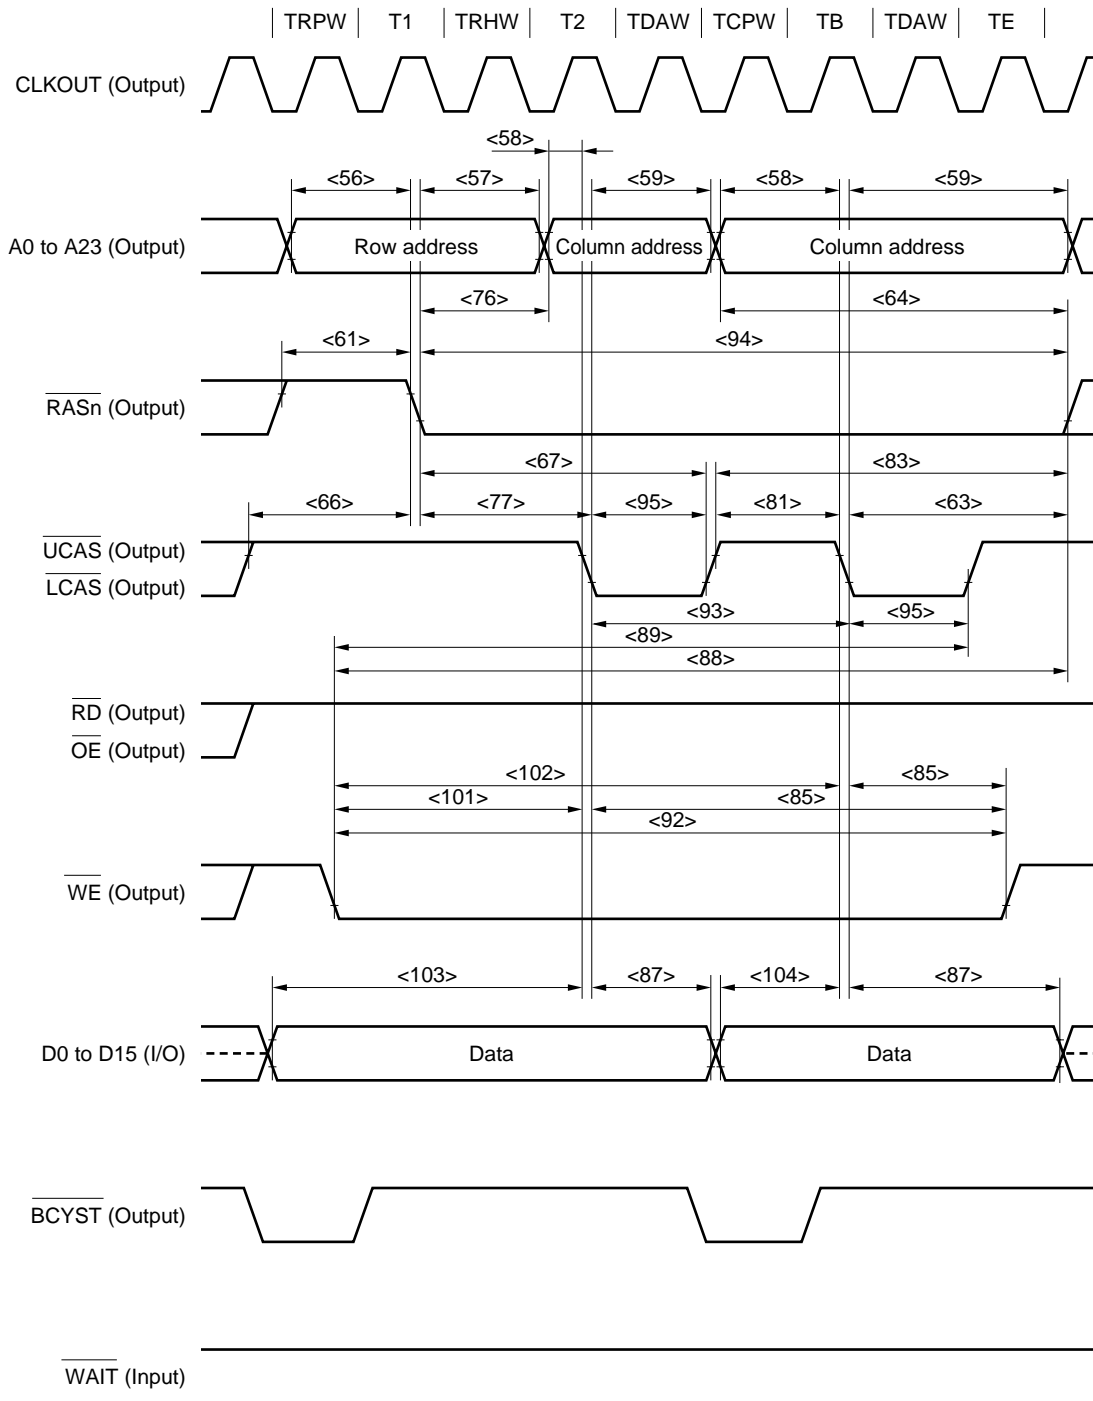 TRPW T1 TRHW T2 TDAW TCPW TB TDAW TE
CLKOUT (Output)
<58>
<56> <57> <59> <58> <59>
A0 to A23 (Output) Row address Column address Column address
<76> <64>
<61> <94>
RASn (Output)
<67> <83>
<66> <77> <95> <81> <63>
UCAS (Output)
LCAS (Output)
<93> <95>
<89>
<88>
RD (Output)
OE (Output)
<102> <85>
<101> <85>
<92>
WE (Output)
<103> <87> <104> <87>
D0 to D15 (I/O) Data Data
BCYST (Output)
WAIT (Input)